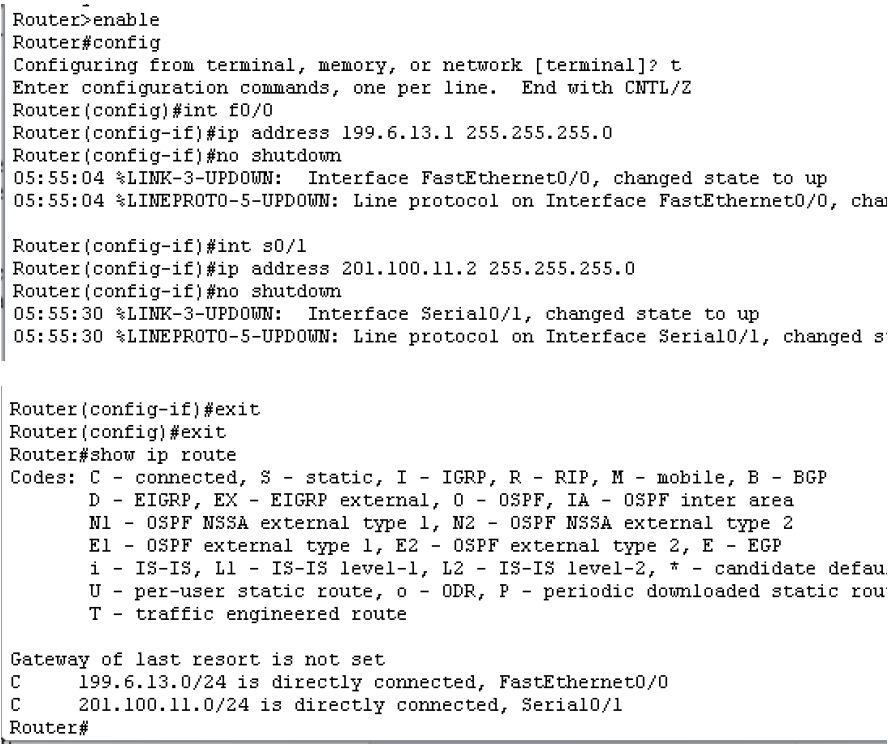 Router>enable
Router#config
Configuring from terminal, memory, or network [terminal]? t
Enter configuration commands, one per line.  End with CNTL/Z
Router(config)#int f0/0
Router(config-if)#ip address 199.6.13.1 255.255.255.0
Router(config-if)#no shutdown
05:55:04 %LINK-3-UPDOWN:  Interface FastEthernet0/0, changed state to up
05:55:04 %LINEPROTO-5-UPDOWN: Line protocol on Interface FastEthernet0/0,
Router(config-if)#int s0/1
Router(config-if)#ip address 201.100.11.2 255.255.255.0
Router(config-if)#no shutdown
05:55:30 %LINK-3-UPDOWN:  Interface Serial0/1, changed state to up
05:55:30 %LINEPROTO-5-UPDOWN: Line protocol on Interface Serial0/1, changed
Router(config-if)#exit
Router(config)#exit
Router#show ip route
Codes: C - connected, S - static, I - IGRP, R - RIP, M - mobile, B - BGP
D - EIGRP, EX - EIGRP external, O - OSPF, IA - OSPF inter area
N1 - OSPF NSSA external type 1, N2 - OSPF NSSA external type 2
E1 - OSPF external type 1, E2 - OSPF external type 2, E - EGP
i - IS-IS, L1 - IS-IS level-1, L2 - IS-IS level-2, * - candidate defau
U - per-user static route, o - ODR, P - periodic downloaded static rou
T - traffic engineered route
Gateway of last resort is not set
C      199.6.13.0/24 is directly connected, FastEthernet0/0
C      201.100.11.0/24 is directly connected, Serial0/1
Router#